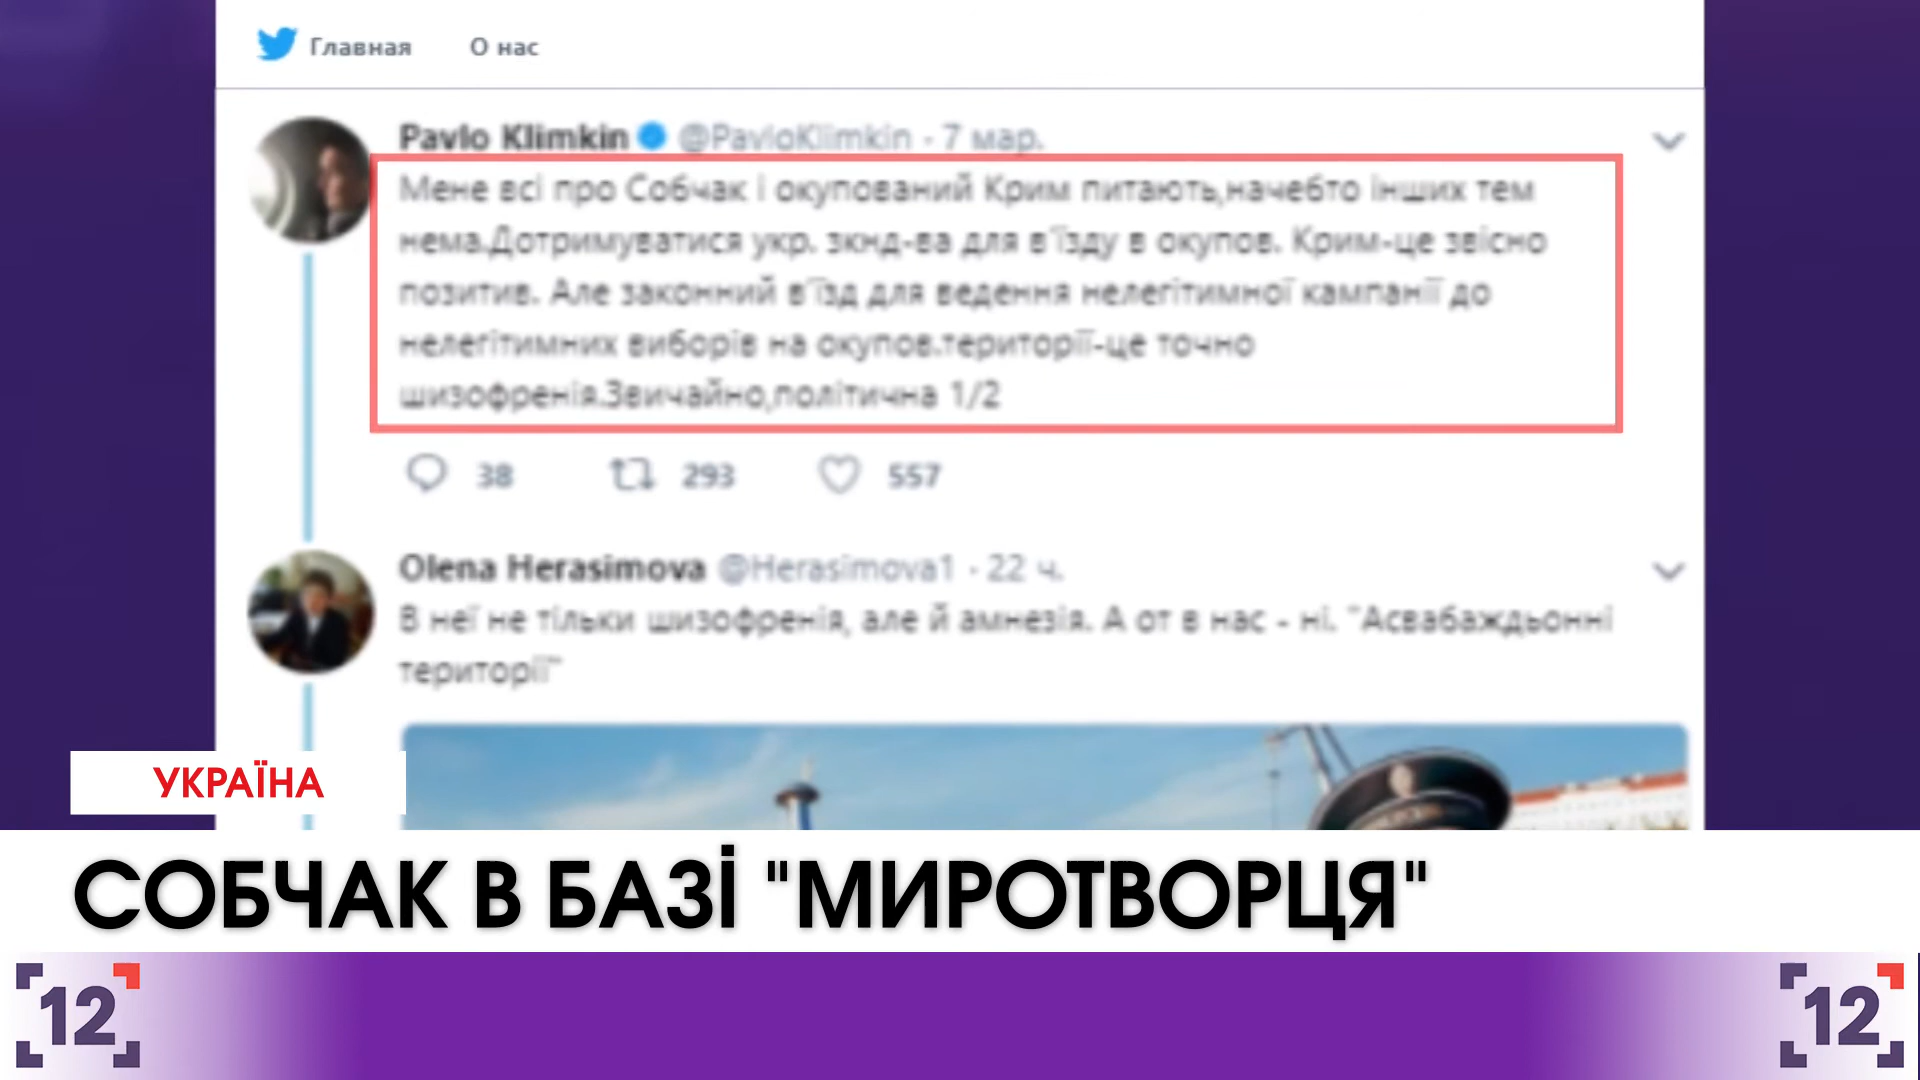 Главная О нас
Pavlo Klimkin @PavloKlimkin · 7 мар.
Мене всі про Собчак і окупований Крим питають,начебто інших тем
нема.Дотримуватися укр. зкнд-ва для в'їзду в окупов. Крим-це звісно
позитив. Але законний в'їзд для ведення нелегітимної кампанії до
нелегітимних виборів на окупов.території-це точно
шизофренія.Звичайно,політична 1/2
38 293 557
Olena Herasimova @Herasimova1 · 22 ч.
В неї не тільки шизофренія, але й амнезія. А от в нас - ні. "Асвабаждьонні
території"
УКРАЇНА
СОБЧАК В БАЗІ "МИРОТВОРЦЯ"
12 12